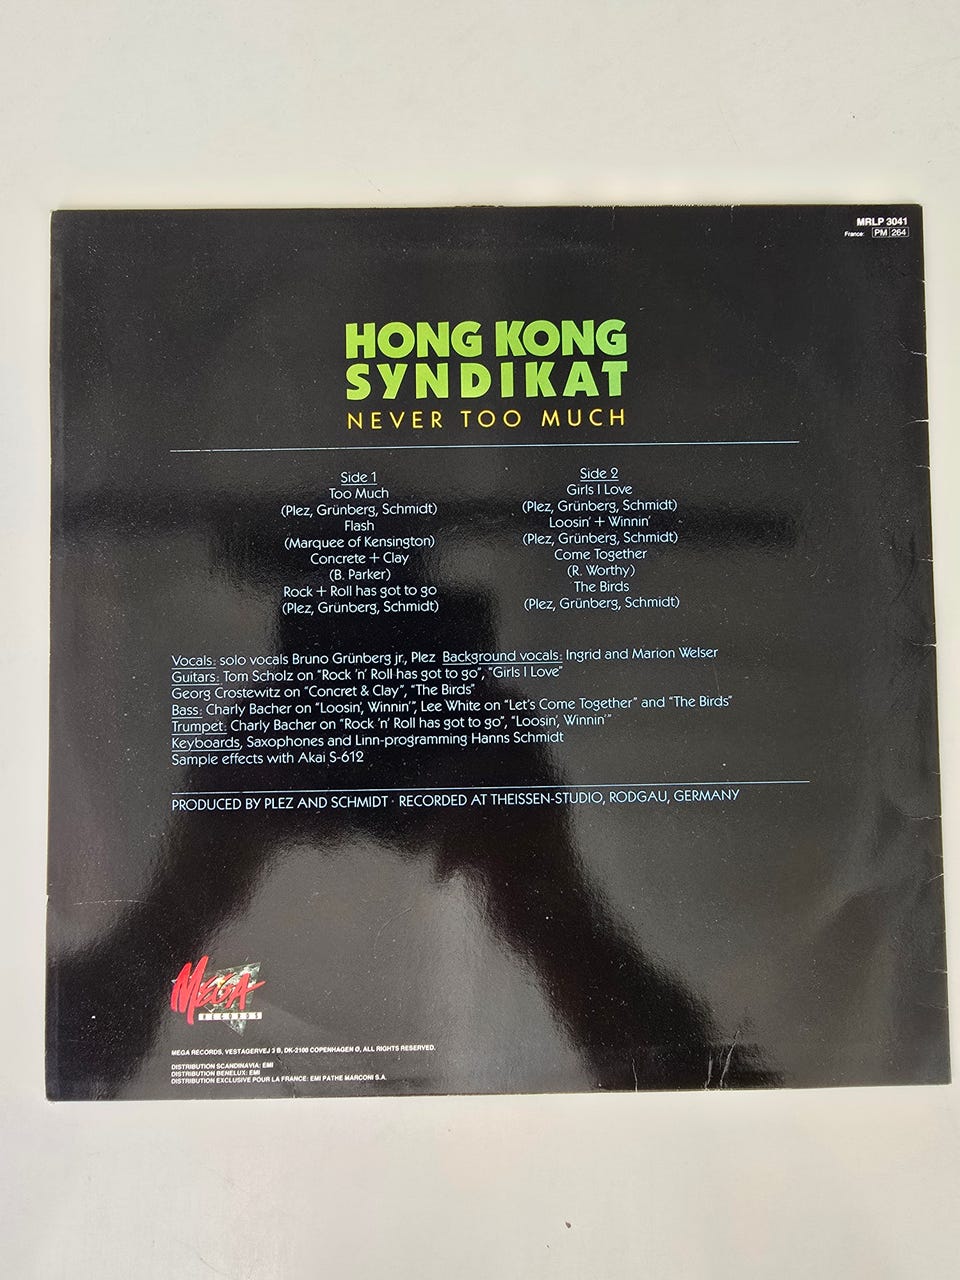 MRLP 3041
France: PM 264
HONG KONG
SYNDIKAT
NEVER TOO MUCH
Side 1
Too Much
(Plez, Grünberg, Schmidt)
Flash
(Marquee of Kensington)
Concrete + Clay
(B. Parker)
Rock + Roll has got to go
(Plez, Grünberg, Schmidt)
Side 2
Girls I Love
(Plez, Grünberg, Schmidt)
Loosin' + Winnin'
(Plez, Grünberg, Schmidt)
Come Together
(R. Worthy)
The Birds
(Plez, Grünberg, Schmidt)
Vocals: solo vocals Bruno Grünberg jr., Plez Background vocals: Ingrid and Marion Welser
Guitars: Tom Scholz on "Rock 'n' Roll has got to go", "Girls I Love"
Georg Crostewitz on "Concret & Clay", "The Birds"
Bass: Charly Bacher on "Loosin', Winnin'", Lee White on "Let's Come Together" and "The Birds"
Trumpet: Charly Bacher on "Rock 'n' Roll has got to go", "Loosin', Winnin'"
Keyboards, Saxophones and Linn-programming Hanns Schmidt
Sample effects with Akai S-612
PRODUCED BY PLEZ AND SCHMIDT · RECORDED AT THEISSEN-STUDIO, RODGAU, GERMANY
MEGA
RECORDS
MEGA RECORDS, VESTAGERVEJ 3 B, DK-2100 COPENHAGEN Ø, ALL RIGHTS RESERVED.
DISTRIBUTION SCANDINAVIA: EMI
DISTRIBUTION BENELUX: EMI
DISTRIBUTION EXCLUSIVE POUR LA FRANCE: EMI PATHE MARCONI S.A.